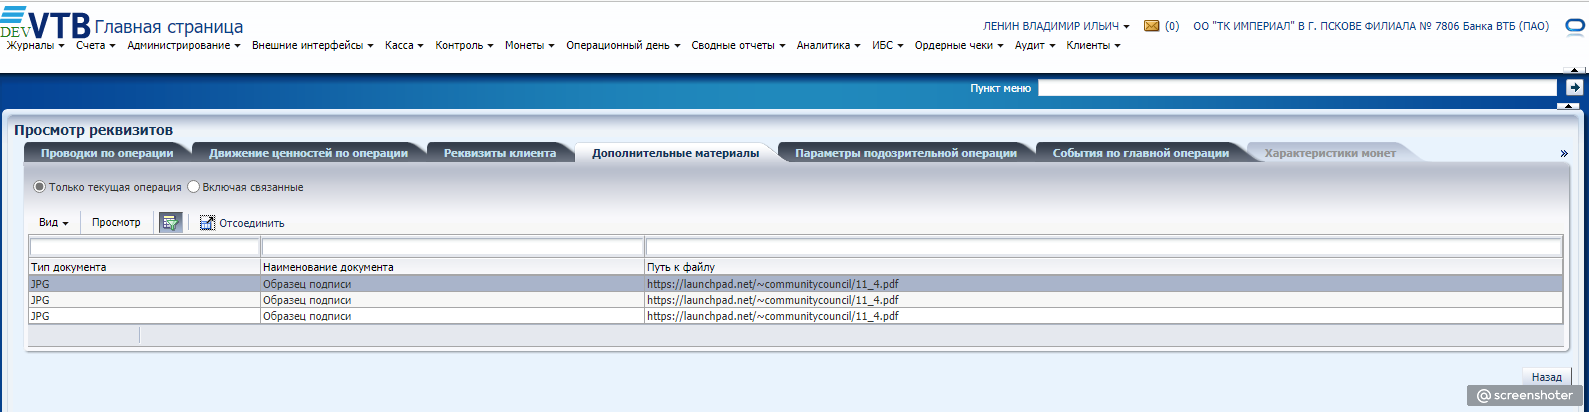 DEV VTB Главная страница
ЛЕНИН ВЛАДИМИР ИЛЬИЧ (0) ОО "ТК ИМПЕРИАЛ" В Г. ПСКОВЕ ФИЛИАЛА № 7806 Банка ВТБ (ПАО)
Журналы Счета Администрирование Внешние интерфейсы Касса Контроль Монеты Операционный день Сводные отчеты Аналитика ИБС Ордерные чеки Аудит Клиенты
Пункт меню
Просмотр реквизитов
Проводки по операции Движение ценностей по операции Реквизиты клиента Дополнительные материалы Параметры подозрительной операции События по главной операции Характеристики монет »
Только текущая операция Включая связанные
Вид Просмотр Отсоединить
Тип документа Наименование документа Путь к файлу
JPG Образец подписи https://launchpad.net/~communitycouncil/11_4.pdf
JPG Образец подписи https://launchpad.net/~communitycouncil/11_4.pdf
JPG Образец подписи https://launchpad.net/~communitycouncil/11_4.pdf
Назад
@screenshoter